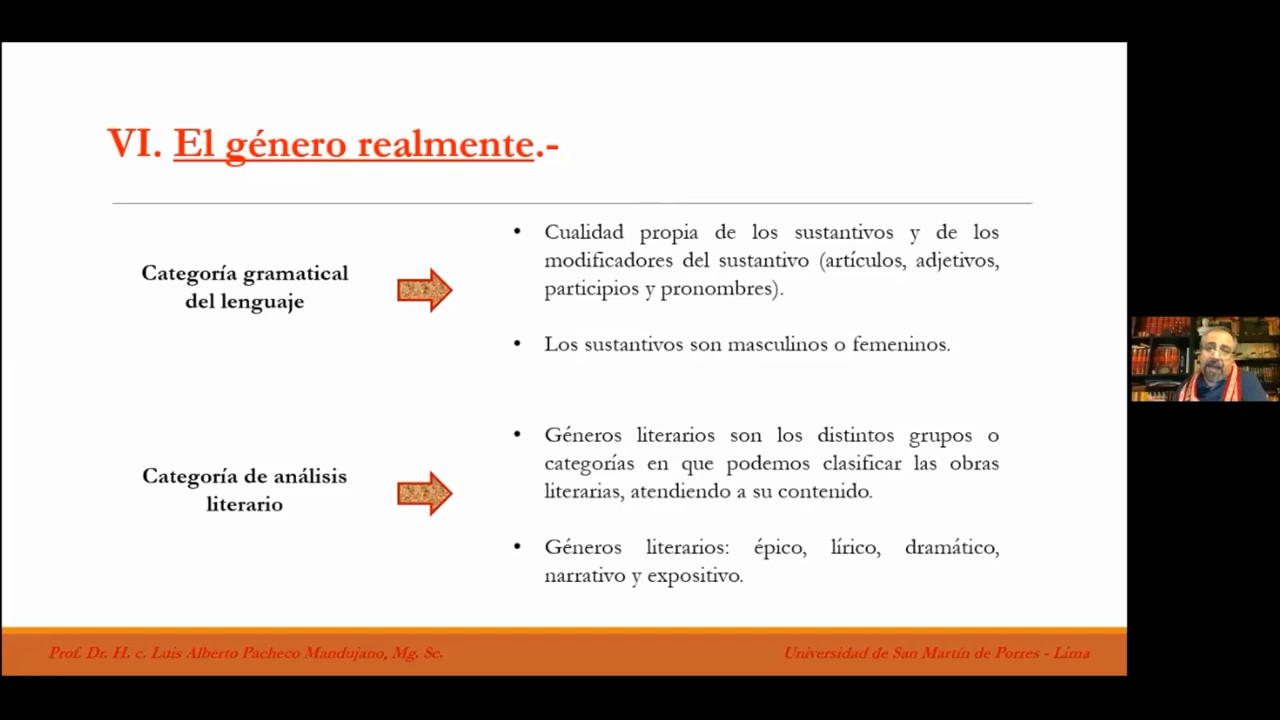 VI. El género realmente.-
Categoría gramatical
del lenguaje
• Cualidad propia de los sustantivos y de los
modificadores del sustantivo (artículos, adjetivos,
participios y pronombres).
• Los sustantivos son masculinos o femeninos.
Categoría de análisis
literario
• Géneros literarios son los distintos grupos o
categorías en que podemos clasificar las obras
literarias, atendiendo a su contenido.
• Géneros literarios: épico, lírico, dramático,
narrativo y expositivo.
Prof. Dr. H. c. Luis Alberto Pacheco Mandujano, Mg. Sc.
Universidad de San Martín de Porres - Lima